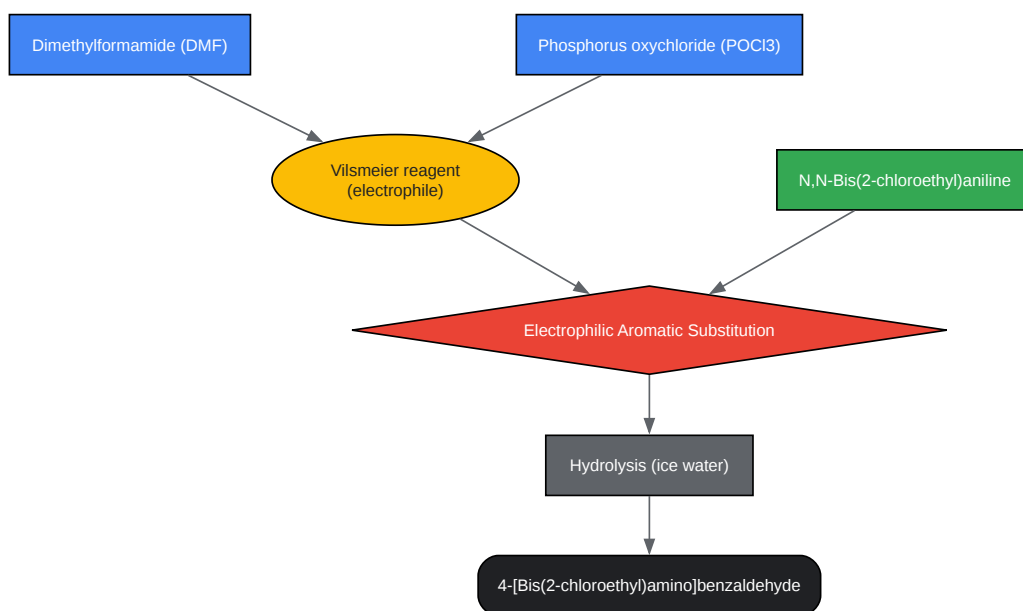 Dimethylformamide (DMF)
Phosphorus oxychloride (POCl3)
Vilsmeier reagent
(electrophile)
N,N-Bis(2-chloroethyl)aniline
Electrophilic Aromatic Substitution
Hydrolysis (ice water)
4-[Bis(2-chloroethyl)amino]benzaldehyde